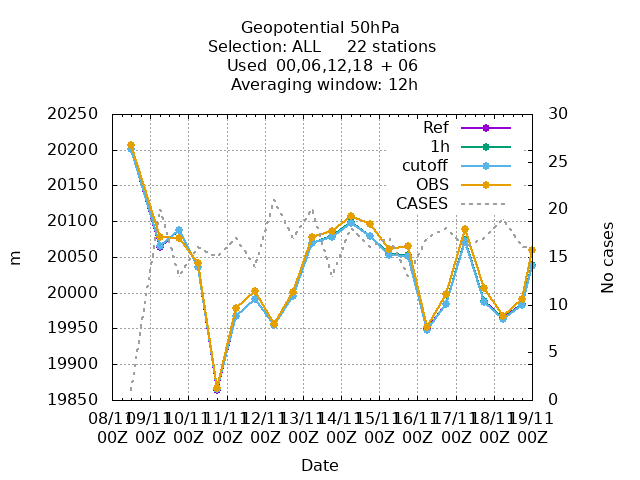 Geopotential 50hPa
Selection: ALL 22 stations
Used 00,06,12,18 + 06
Averaging window: 12h
20250
20200
20150
20100
20050
20000
19950
19900
19850
m
30
25
20
15
10
5
0
No cases
Ref
1h
cutoff
OBS
CASES
08/11 09/11 10/11 11/11 12/11 13/11 14/11 15/11 16/11 17/11 18/11 19/11
00Z 00Z 00Z 00Z 00Z 00Z 00Z 00Z 00Z 00Z 00Z 00Z
Date